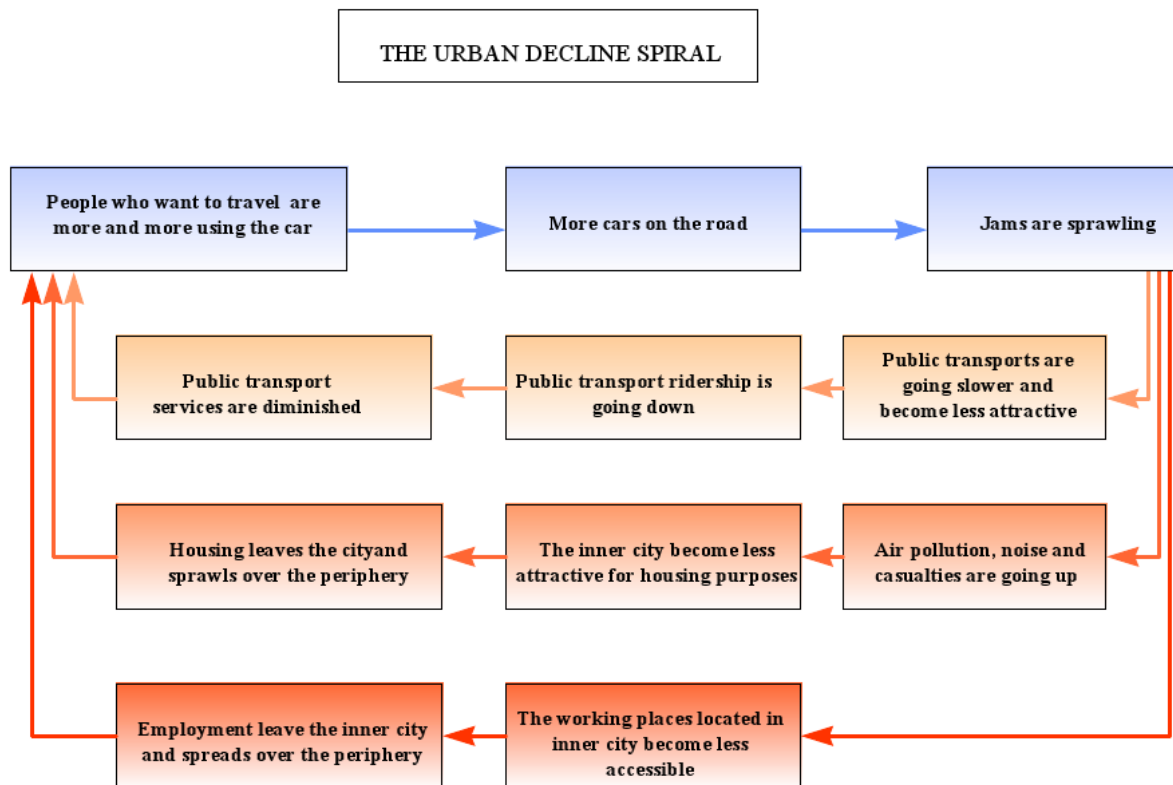 THE URBAN DECLINE SPIRAL
People who want to travel are
more and more using the car
More cars on the road
Jams are sprawling
Public transport
services are diminished
Public transport ridership is
going down
Public transports are
going slower and
become less attractive
Housing leaves the cityand
sprawls over the periphery
The inner city become less
attractive for housing purposes
Air pollution, noise and
casualties are going up
Employment leave the inner city
and spreads over the periphery
The working places located in
inner city become less
accessible